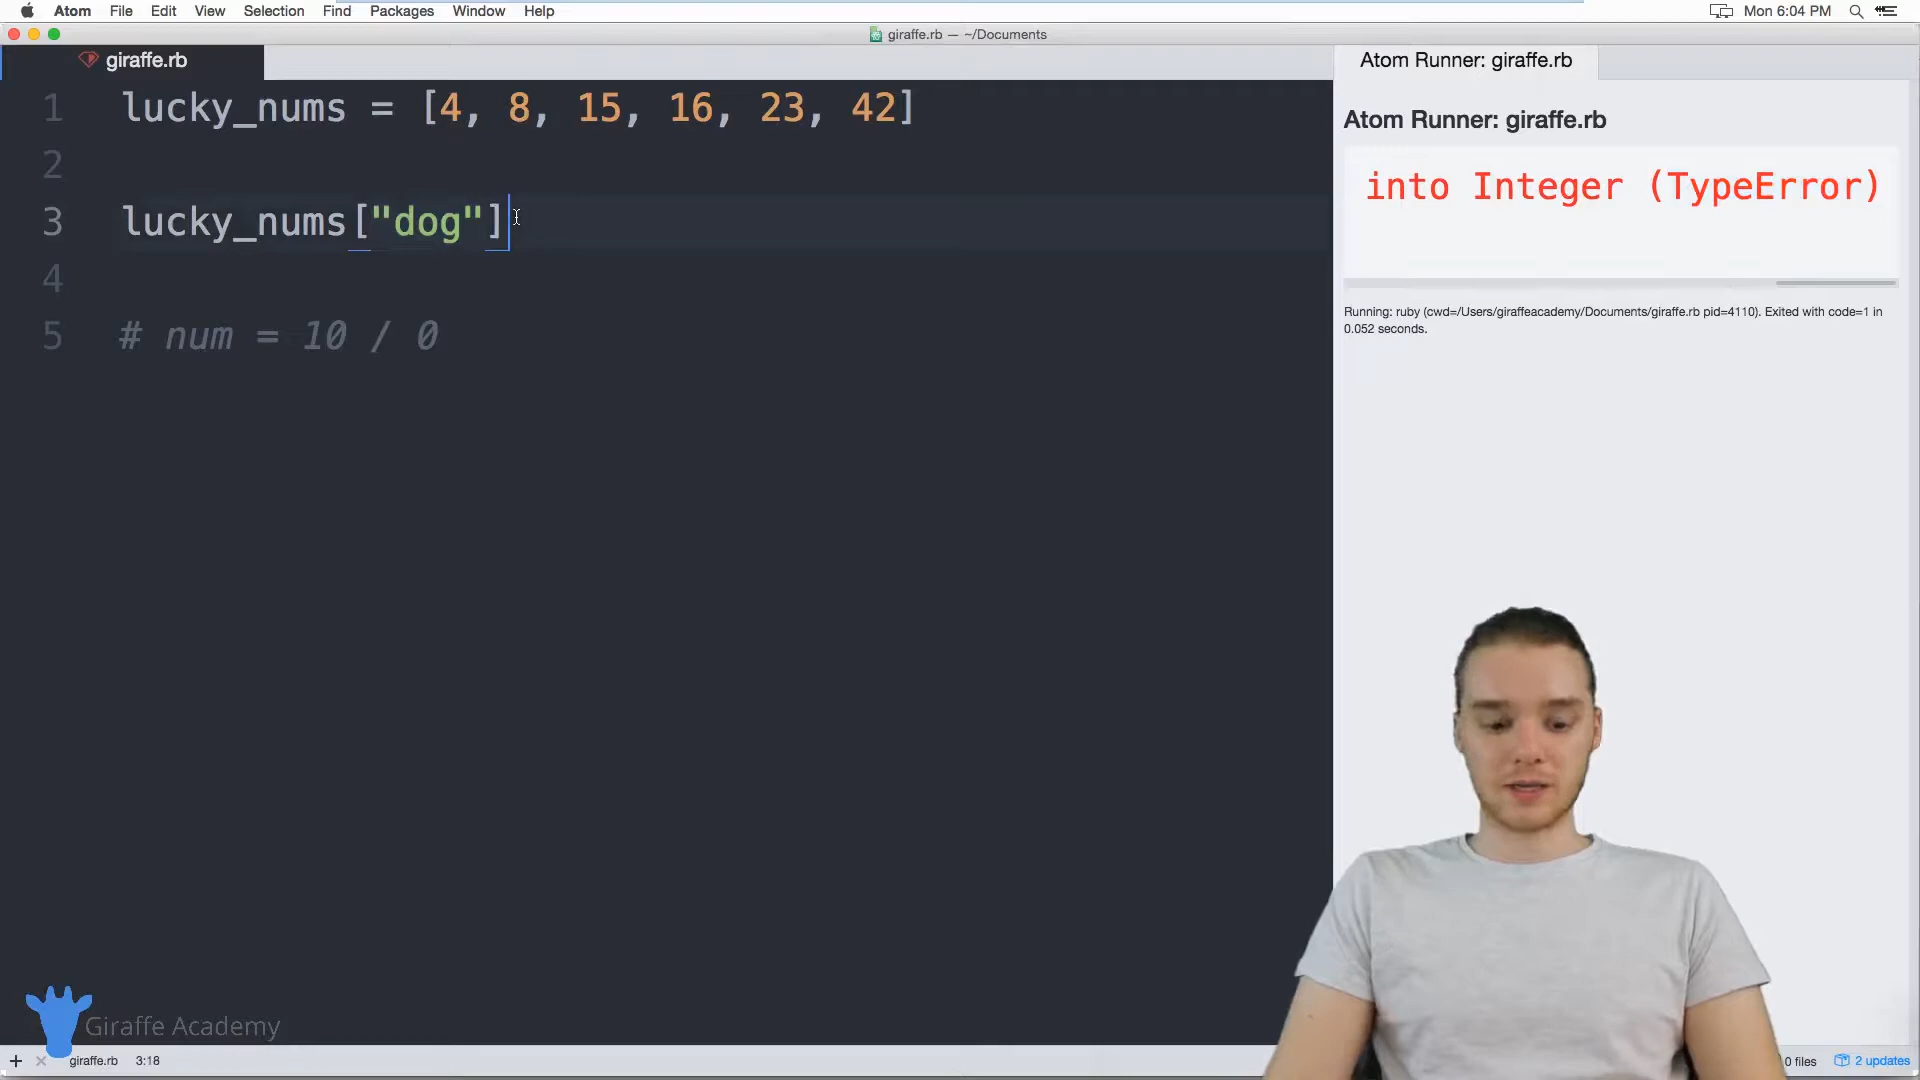 Atom File Edit View Selection Find Packages Window Help Mon 6:04 PM
giraffe.rb — ~/Documents
giraffe.rb
Atom Runner: giraffe.rb
1 lucky_nums = [4, 8, 15, 16, 23, 42]
2
3 lucky_nums["dog"]
4
5 # num = 10 / 0
Atom Runner: giraffe.rb
into Integer (TypeError)
Running: ruby (cwd=/Users/giraffeacademy/Documents/giraffe.rb pid=4110). Exited with code=1 in
0.052 seconds.
Giraffe Academy
giraffe.rb 3:18 0 files 2 updates